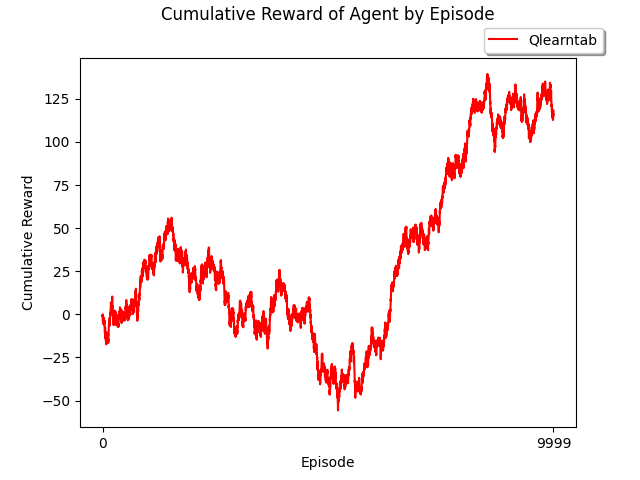 Cumulative Reward of Agent by Episode
Qlearntab
125
100
75
50
25
0
−25
−50
Cumulative Reward
0
9999
Episode